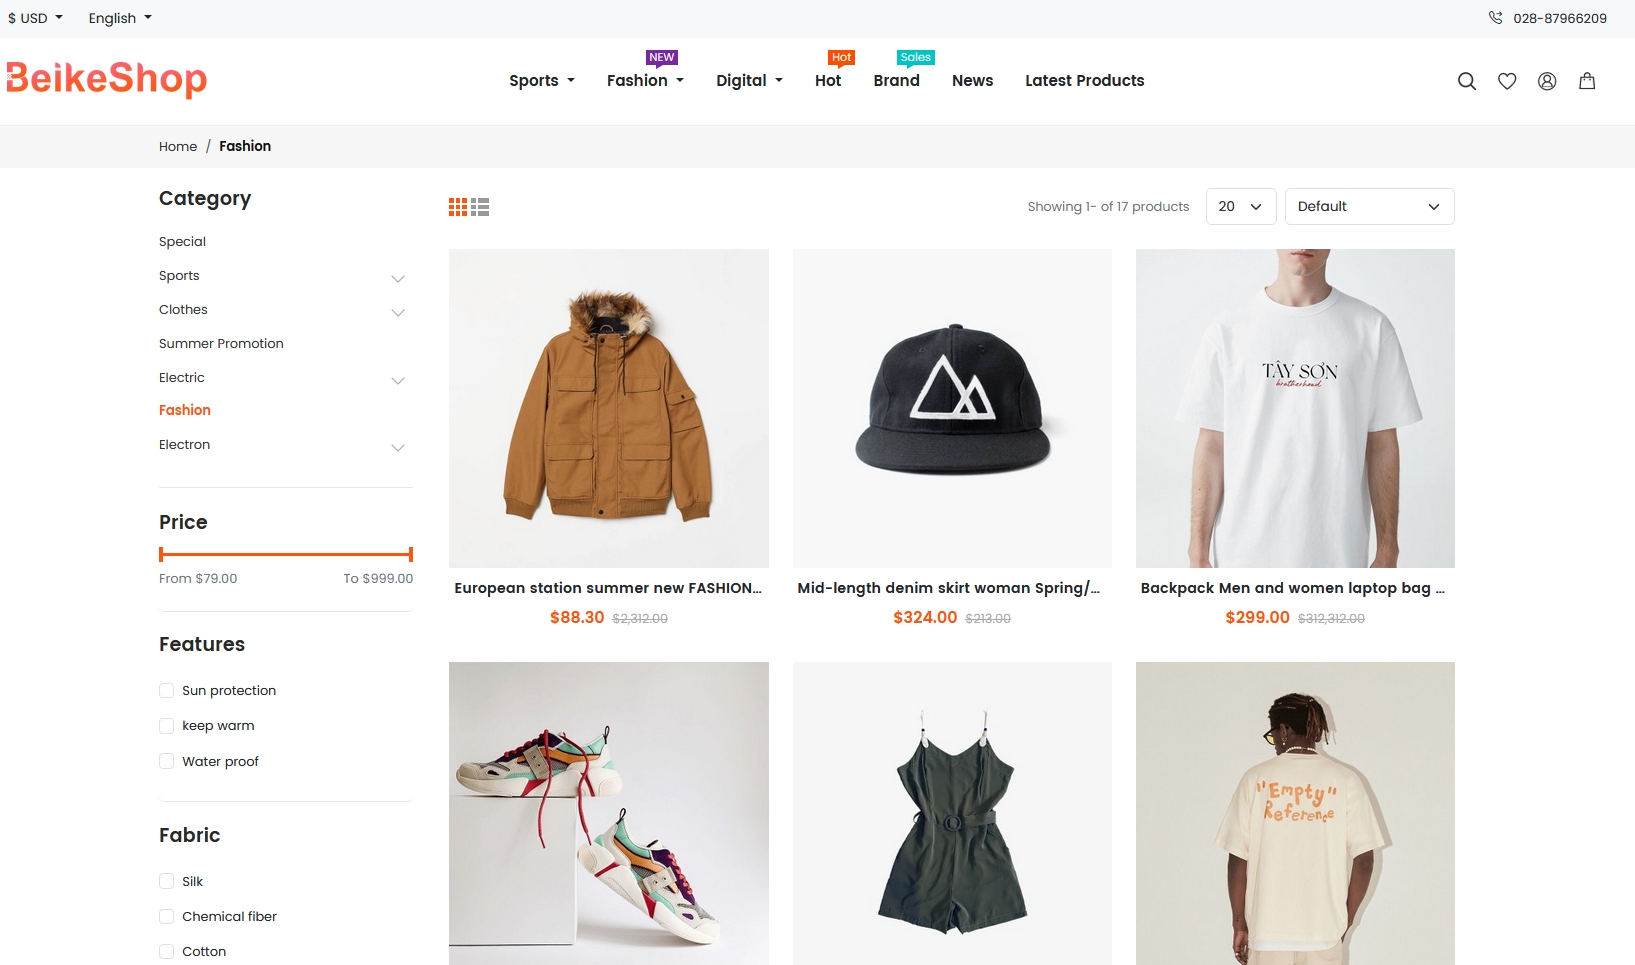 $ USD English 028-87966209
NEW Hot Sales
BeikeShop Sports Fashion Digital Hot Brand News Latest Products
Home / Fashion
Category
Special
Sports
Clothes
Summer Promotion
Electric
Fashion
Electron
Price
From $79.00 To $999.00
Features
Sun protection
keep warm
Water proof
Fabric
Silk
Chemical fiber
Cotton
Showing 1- of 17 products 20 Default
TÂY SƠN
brotherhood
European station summer new FASHION...
$88.30 $2,312.00
Mid-length denim skirt woman Spring/...
$324.00 $213.00
Backpack Men and women laptop bag ...
$299.00 $312,312.00
"Empty"
Reference